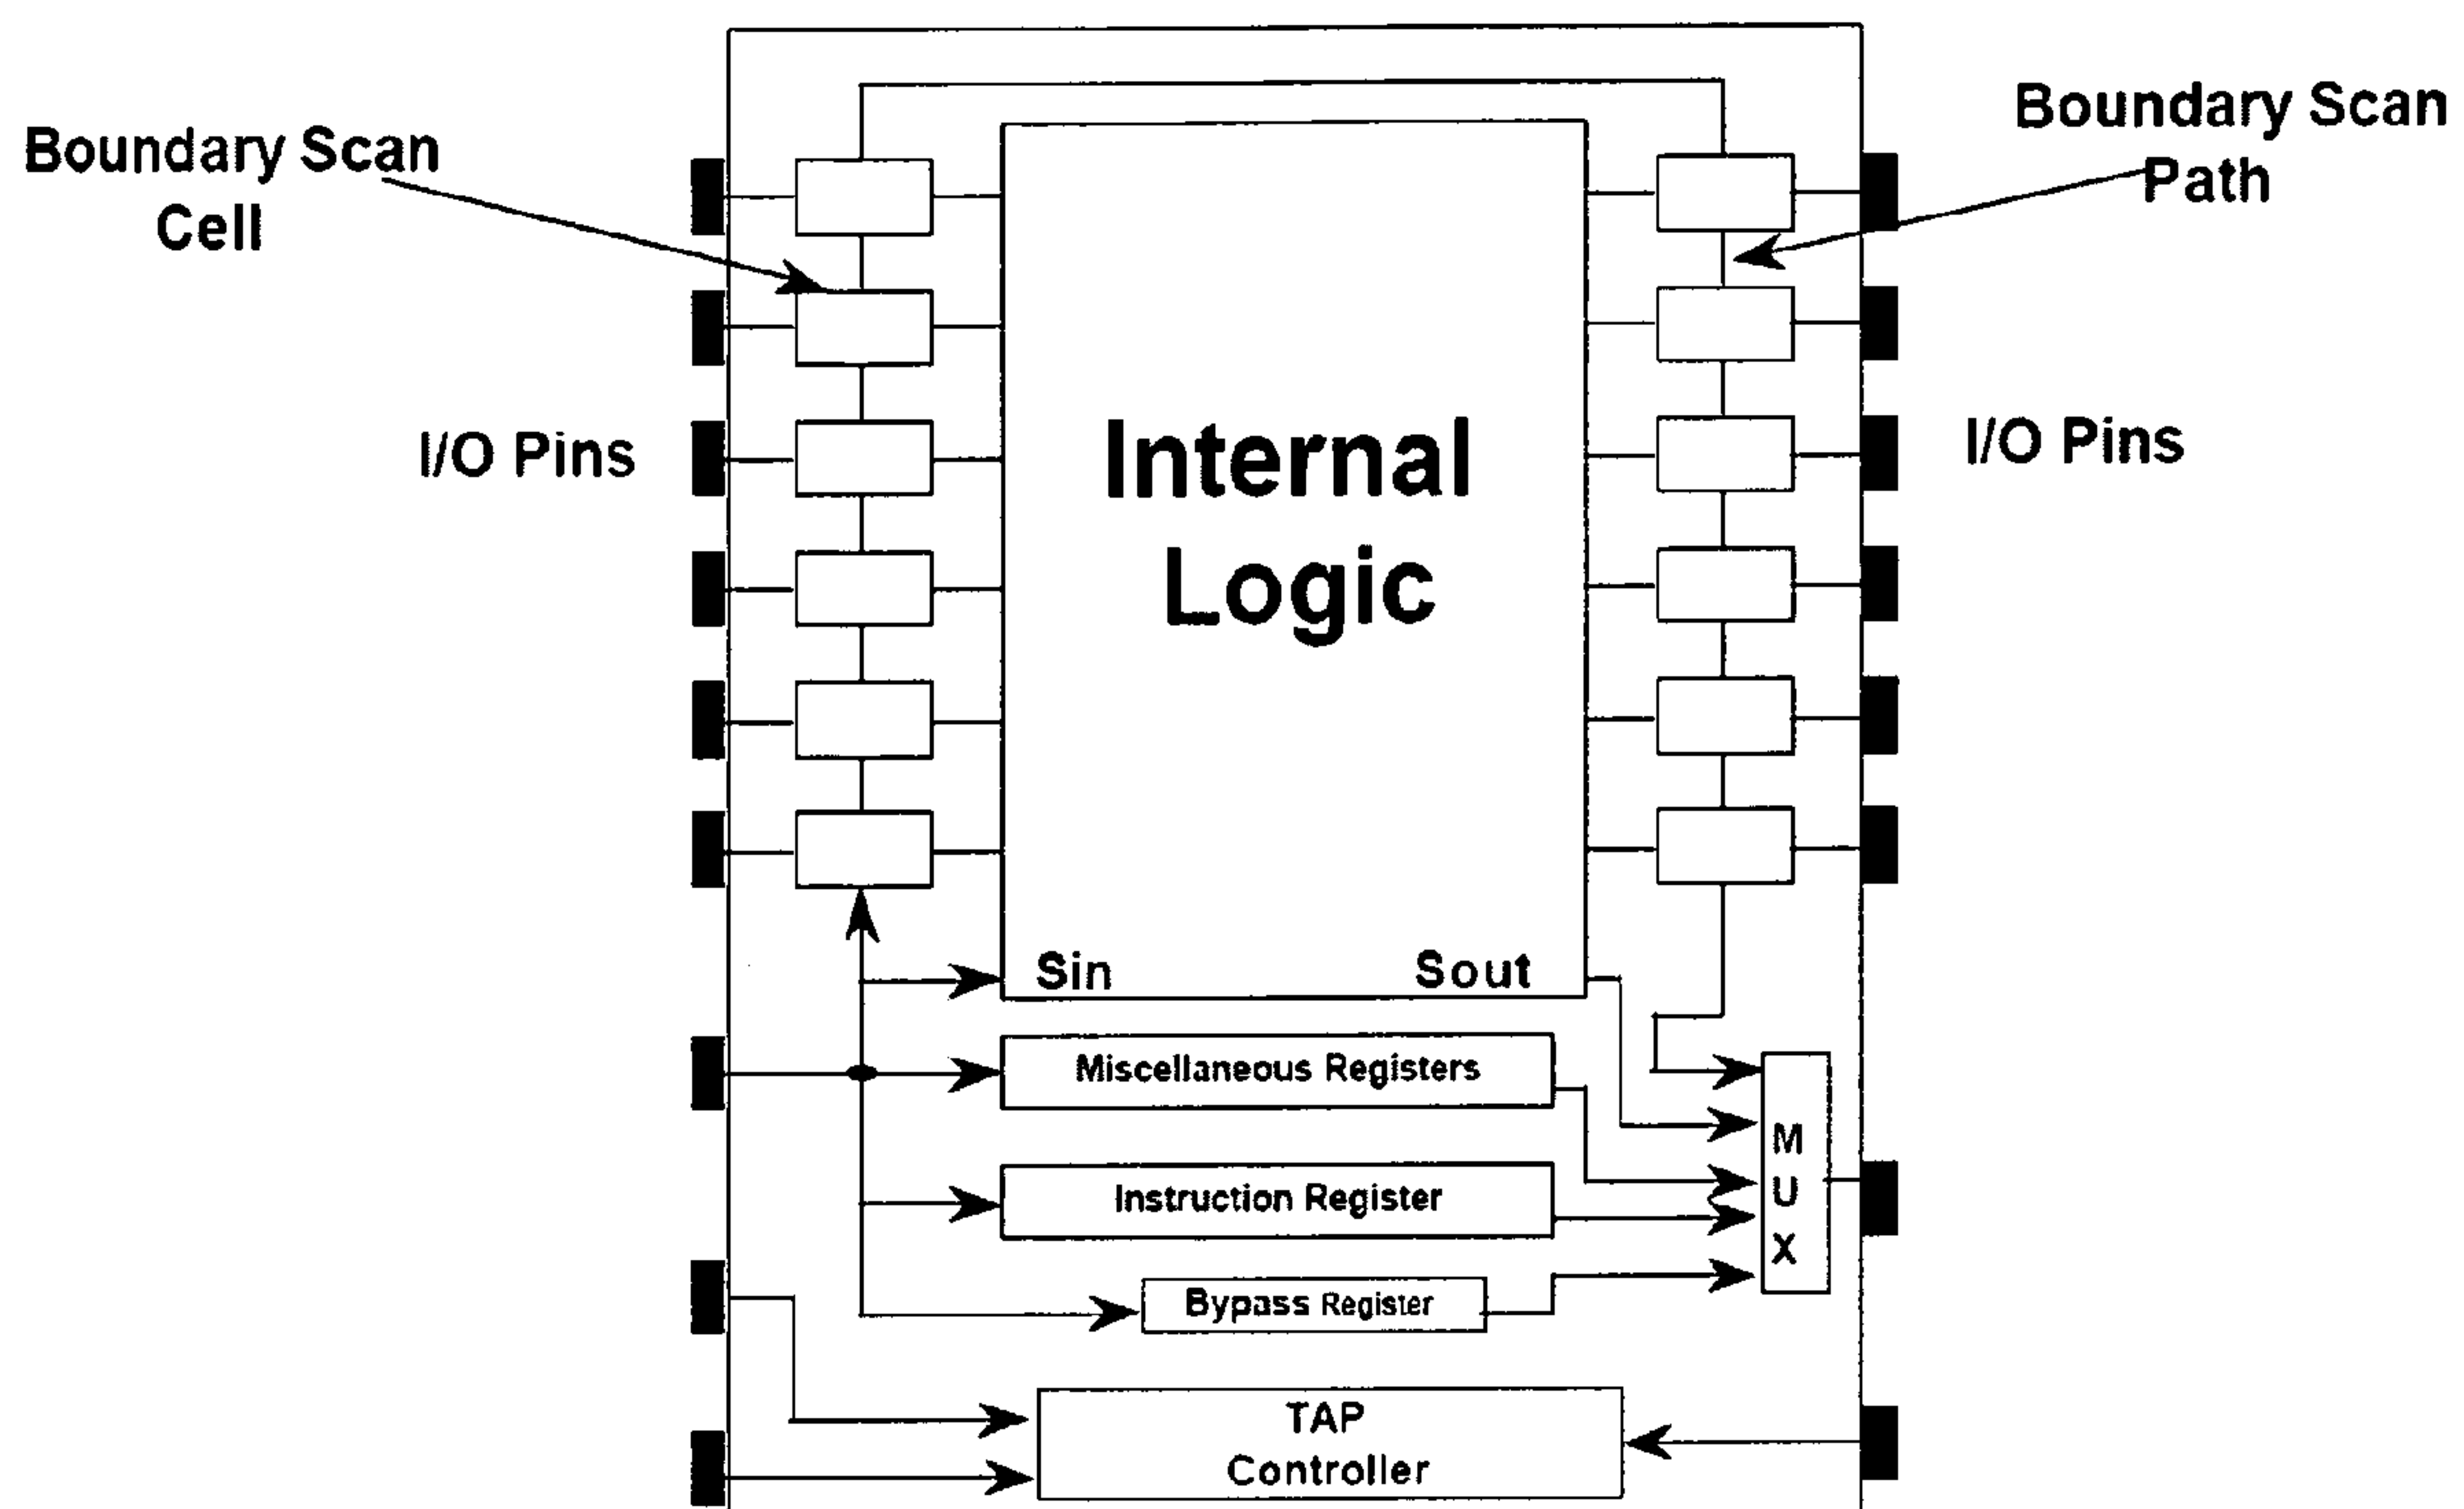 Boundary Scan
Cell
Boundary Scan
Path
I/O Pins
Internal
Logic
I/O Pins
Sin
Sout
Miscellaneous Registers
Instruction Register
Bypass Register
M
U
X
TAP
Controller